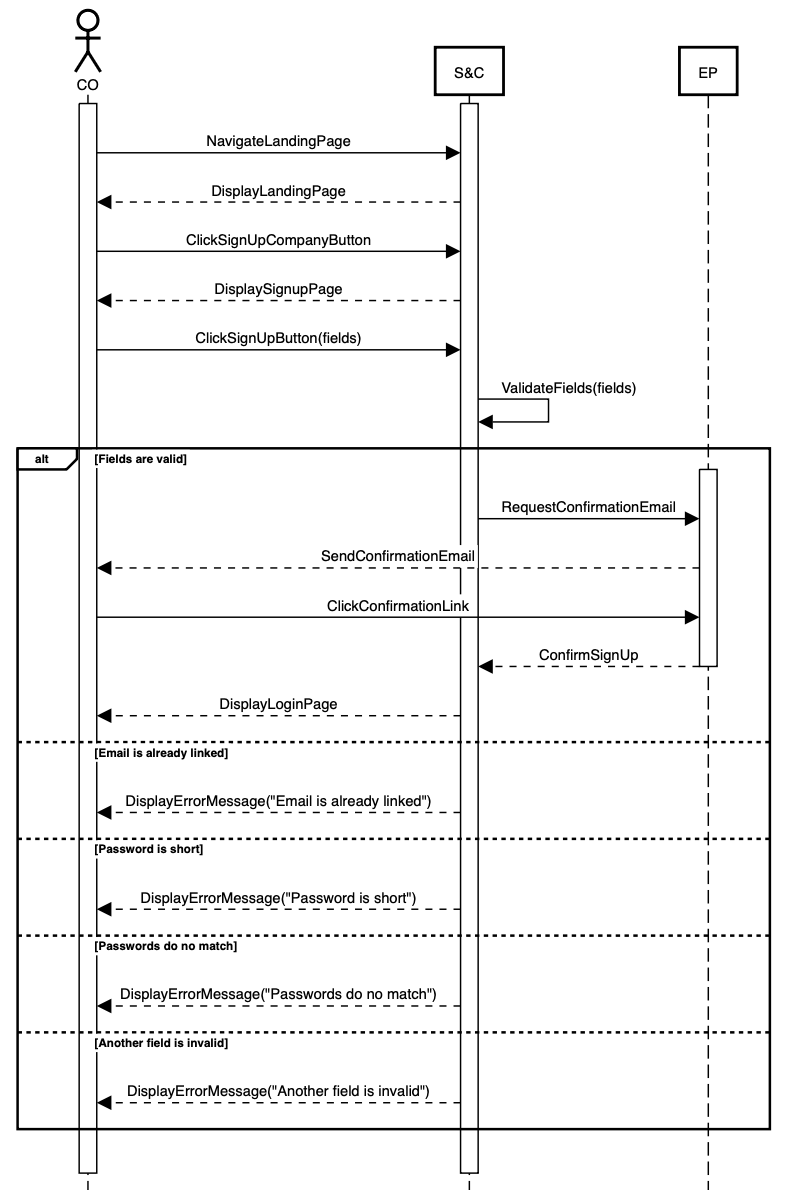 CO
S&C
EP
NavigateLandingPage
DisplayLandingPage
ClickSignUpCompanyButton
DisplaySignupPage
ClickSignUpButton(fields)
ValidateFields(fields)
alt
[Fields are valid]
RequestConfirmationEmail
SendConfirmationEmail
ClickConfirmationLink
ConfirmSignUp
DisplayLoginPage
[Email is already linked]
DisplayErrorMessage("Email is already linked")
[Password is short]
DisplayErrorMessage("Password is short")
[Passwords do no match]
DisplayErrorMessage("Passwords do no match")
[Another field is invalid]
DisplayErrorMessage("Another field is invalid")